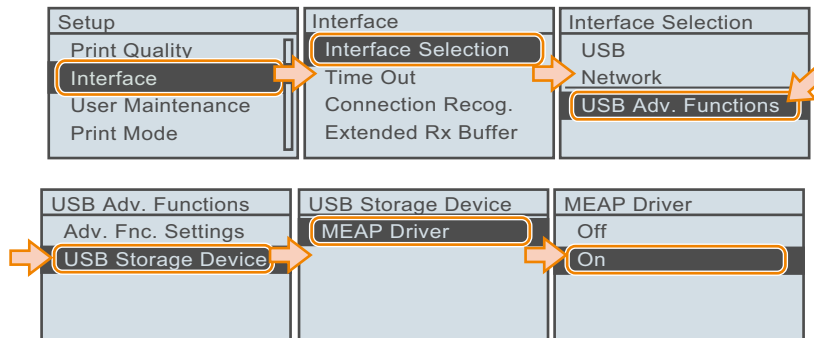 Setup
Print Quality
Interface
User Maintenance
Print Mode
Interface
Interface Selection
Time Out
Connection Recog.
Extended Rx Buffer
Interface Selection
USB
Network
USB Adv. Functions
USB Adv. Functions
Adv. Fnc. Settings
USB Storage Device
USB Storage Device
MEAP Driver
MEAP Driver
Off
On